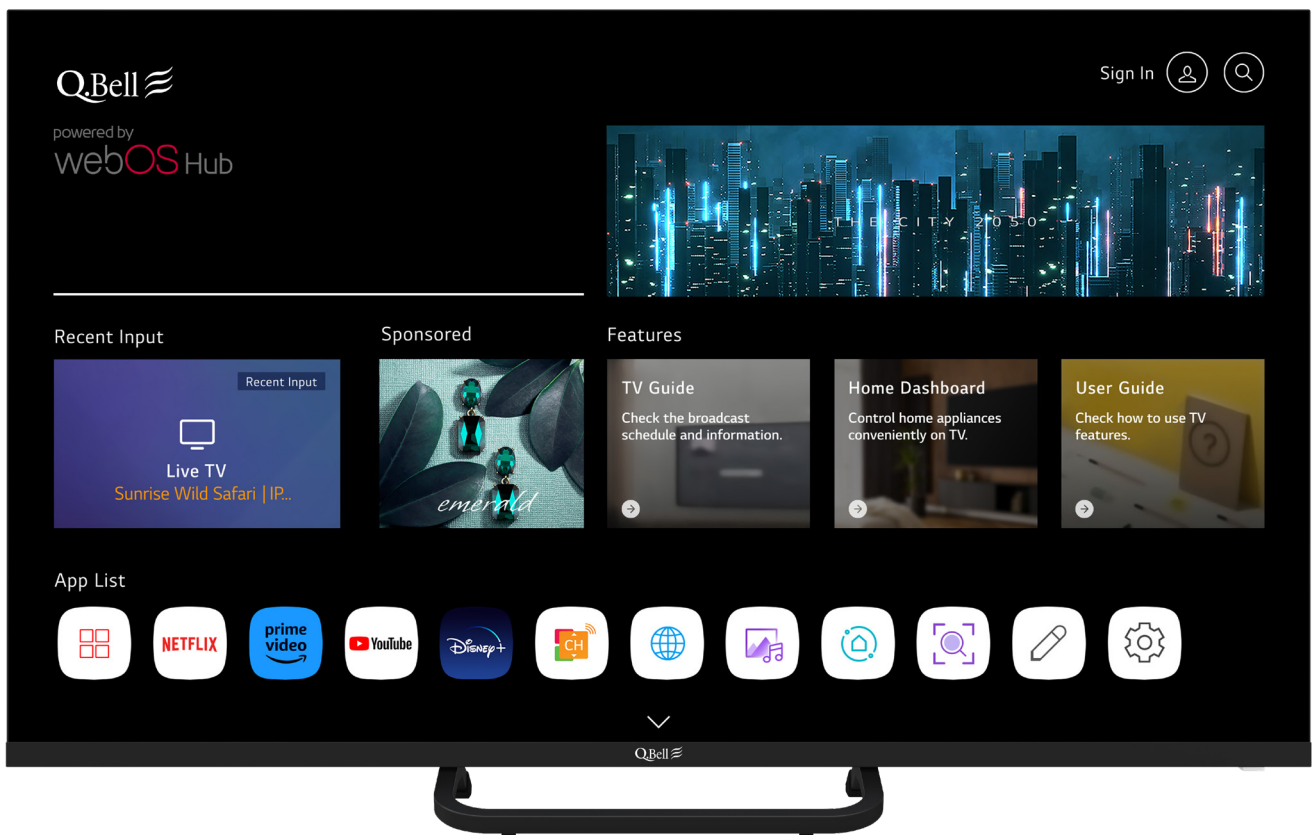 Q.Bell
powered by
webOS Hub
Sign In
THE CITY 2050
Recent Input
Sponsored
Features
Recent Input
Live TV
Sunrise Wild Safari | IP...
emerald
TV Guide
Check the broadcast
schedule and information.
Home Dashboard
Control home appliances
conveniently on TV.
User Guide
Check how to use TV
features.
?
App List
NETFLIX
prime
video
YouTube
Disney+
CH
Q.Bell